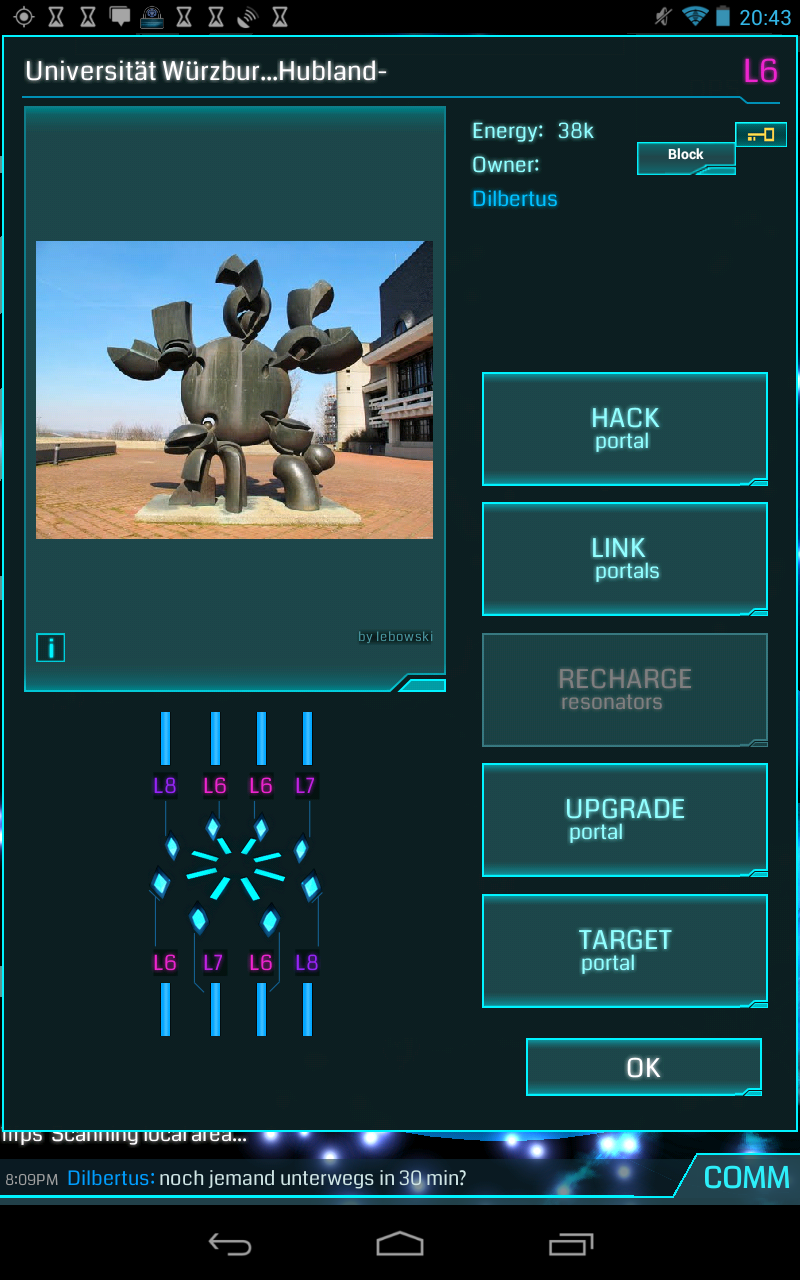 20:43
Universität Würzbur...Hubland-
L6
Energy: 38k
Owner:
Dilbertus
Block
HACK
portal
LINK
portals
RECHARGE
resonators
i
by lebowski
L8 L6 L6 L7
L6 L7 L6 L8
UPGRADE
portal
TARGET
portal
OK
Scanning local area...
8:09PM Dilbertus: noch jemand unterwegs in 30 min?
COMM